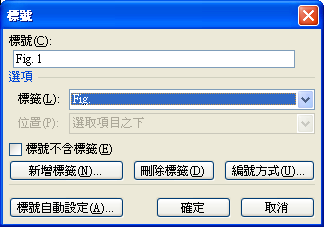 標號
標號(C):
Fig. 1
選項
標籤(L): Fig.
位置(P): 選取項目之下
標號不含標籤(E)
新增標籤(N)... 刪除標籤(D) 編號方式(U)...
標號自動設定(A)... 確定 取消